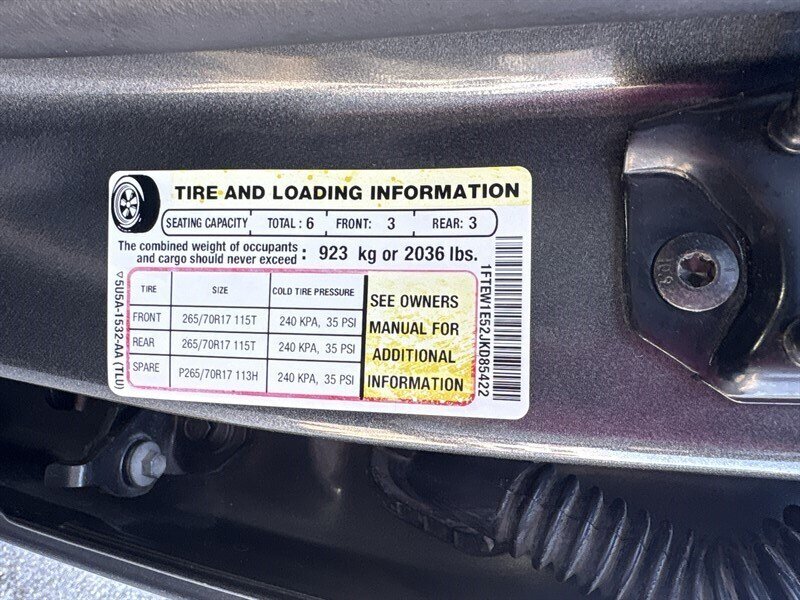 TIRE AND LOADING INFORMATION
SEATING CAPACITY TOTAL : 6 FRONT: 3 REAR: 3
The combined weight of occupants
and cargo should never exceed : 923 kg or 2036 lbs.
TIRE SIZE COLD TIRE PRESSURE
FRONT 265/70R17 115T 240 KPA, 35 PSI
REAR 265/70R17 115T 240 KPA, 35 PSI
SPARE P265/70R17 113H 240 KPA, 35 PSI
SEE OWNERS
MANUAL FOR
ADDITIONAL
INFORMATION
5U5A-1532-AA (TLU)
1FTEW1E52JKD85422